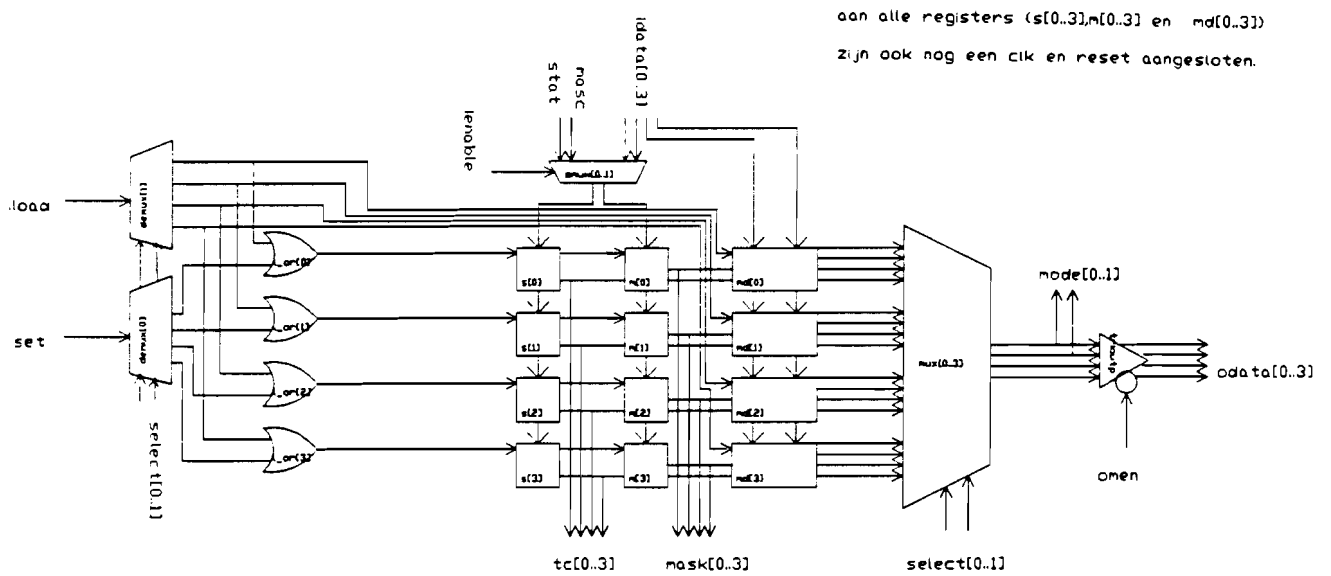 aan alle registers (s[0..3],m[0..3] en md[0..3])
zijn ook nog een clk en reset aangesloten.
idata[0..3]
masc
stat
lenable
smux[0..1]
load
demux[1]
set
demux[0]
select[0..1]
_or[0]
_or[1]
_or[2]
_or[3]
s[0]
m[0]
md[0]
s[1]
m[1]
md[1]
s[2]
m[2]
md[2]
s[3]
m[3]
md[3]
mux[0..3]
mode[0..1]
odata[0..3]
omen
tc[0..3]
mask[0..3]
select[0..1]